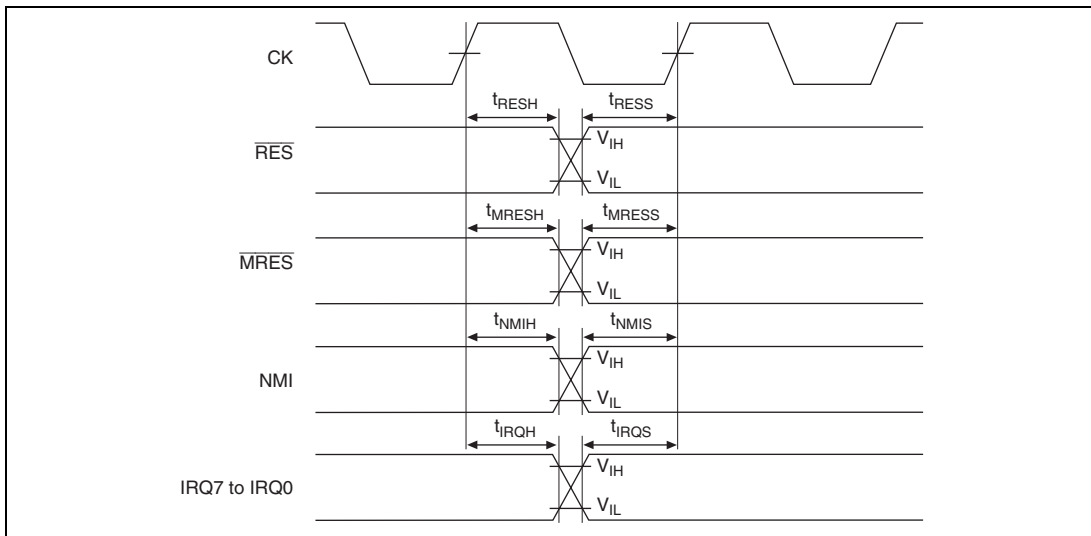 CK
tRESH tRESS
RES
VIH
VIL
tMRESH tMRESS
MRES
VIH
VIL
tNMIH tNMIS
NMI
VIH
VIL
tIRQH tIRQS
IRQ7 to IRQ0
VIH
VIL